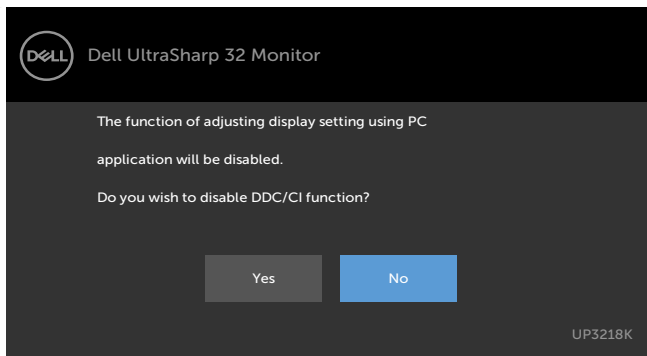 DELL
Dell UltraSharp 32 Monitor
The function of adjusting display setting using PC
application will be disabled.
Do you wish to disable DDC/CI function?
Yes
No
UP3218K